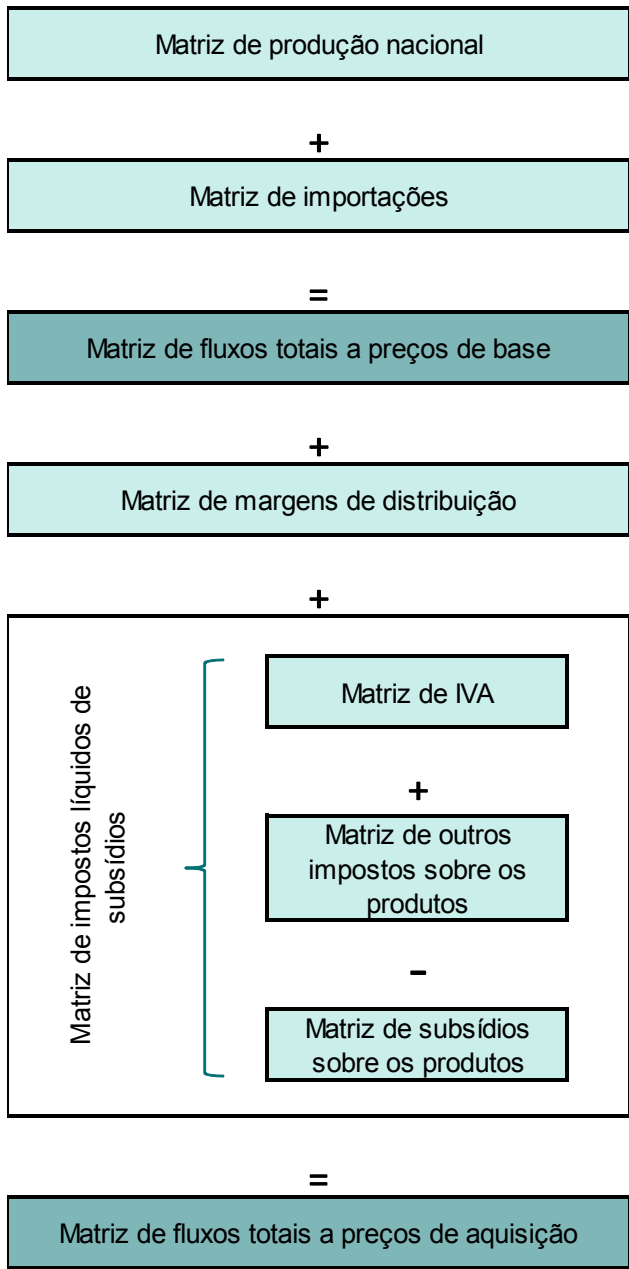 Matriz de produção nacional
+
Matriz de importações
=
Matriz de fluxos totais a preços de base
+
Matriz de margens de distribuição
+
Matriz de impostos líquidos de
subsídios
Matriz de IVA
+
Matriz de outros
impostos sobre os
produtos
-
Matriz de subsídios
sobre os produtos
=
Matriz de fluxos totais a preços de aquisição